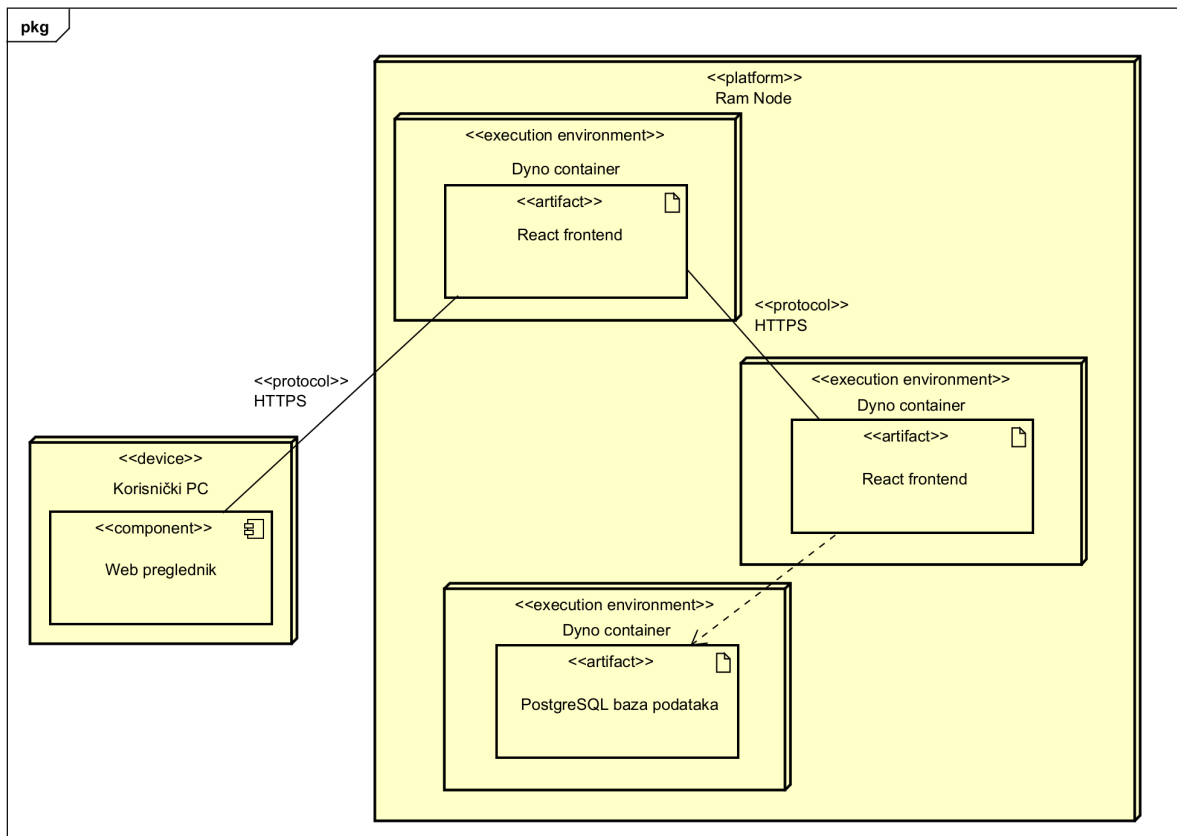 pkg
<<platform>>
Ram Node
<<execution environment>>
Dyno container
<<artifact>>
React frontend
<<protocol>>
HTTPS
<<protocol>>
HTTPS
<<execution environment>>
Dyno container
<<artifact>>
React frontend
<<device>>
Korisnički PC
<<component>>
Web preglednik
<<execution environment>>
Dyno container
<<artifact>>
PostgreSQL baza podataka